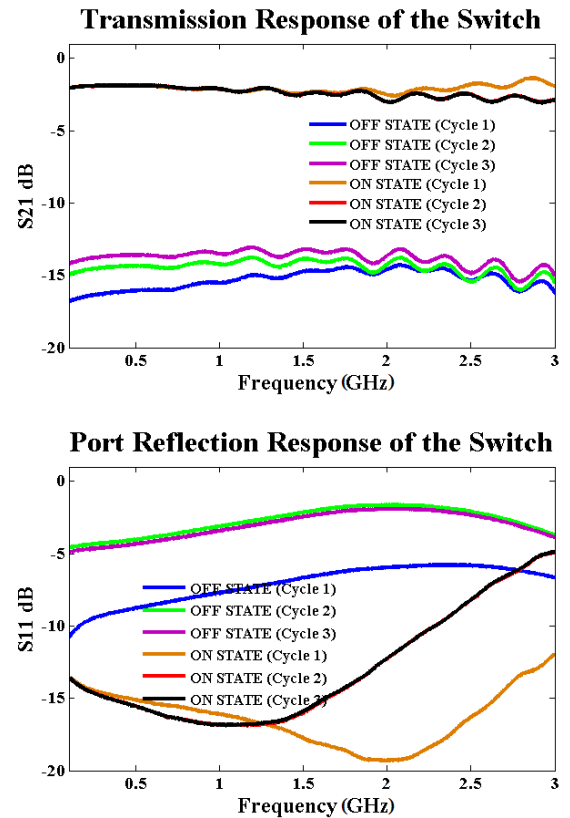 Transmission Response of the Switch
0
-5
-10
-15
-20
S21 dB
OFF STATE (Cycle 1)
OFF STATE (Cycle 2)
OFF STATE (Cycle 3)
ON STATE (Cycle 1)
ON STATE (Cycle 2)
ON STATE (Cycle 3)
0.5 1 1.5 2 2.5 3
Frequency (GHz)
Port Reflection Response of the Switch
0
-5
-10
-15
-20
S11 dB
OFF STATE (Cycle 1)
OFF STATE (Cycle 2)
OFF STATE (Cycle 3)
ON STATE (Cycle 1)
ON STATE (Cycle 2)
ON STATE (Cycle 3)
0.5 1 1.5 2 2.5 3
Frequency (GHz)